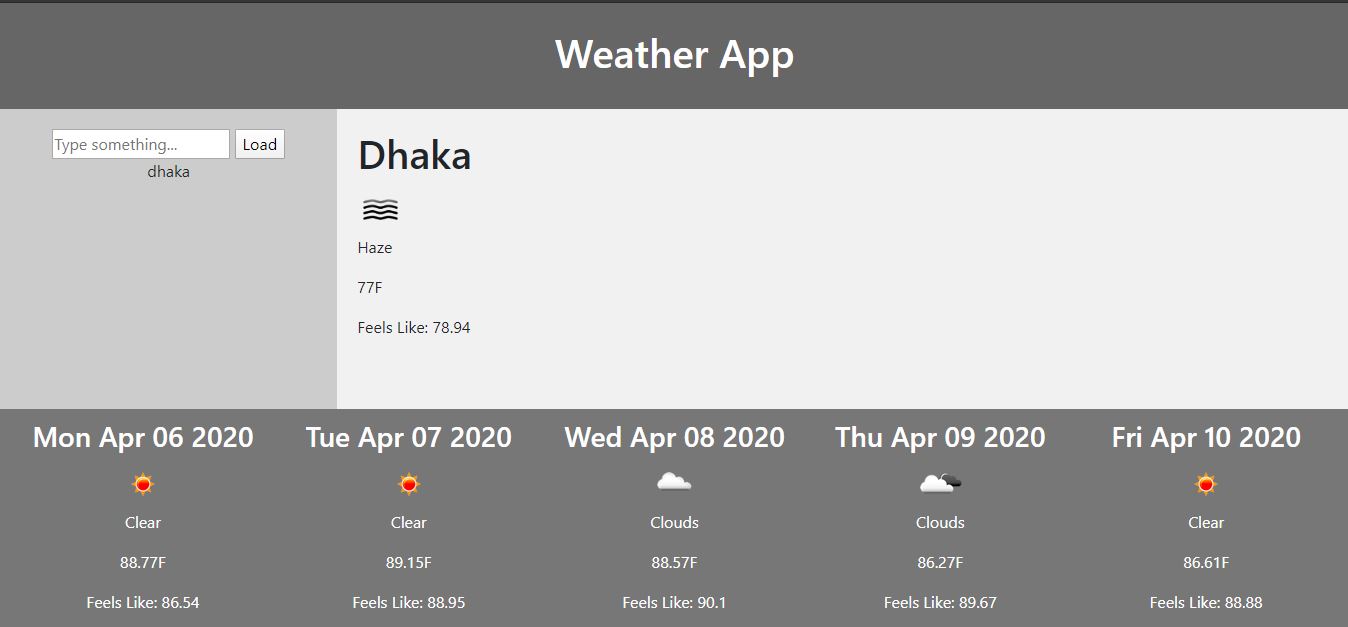 Weather App
Type something...
Load
dhaka
Dhaka
Haze
77F
Feels Like: 78.94
Mon Apr 06 2020
Clear
88.77F
Feels Like: 86.54
Tue Apr 07 2020
Clear
89.15F
Feels Like: 88.95
Wed Apr 08 2020
Clouds
88.57F
Feels Like: 90.1
Thu Apr 09 2020
Clouds
86.27F
Feels Like: 89.67
Fri Apr 10 2020
Clear
86.61F
Feels Like: 88.88